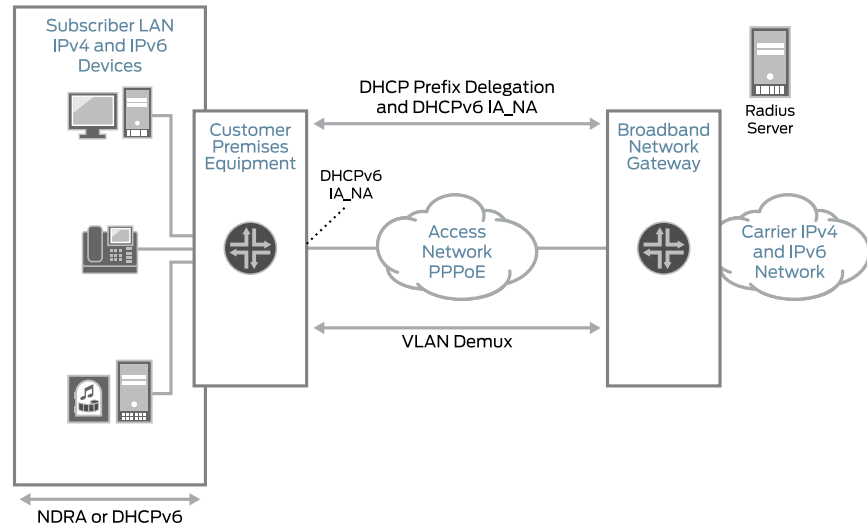 Subscriber LAN
IPv4 and IPv6
Devices
DHCP Prefix Delegation
and DHCPv6 IA_NA
Radius
Server
Customer
Premises
Equipment
Broadband
Network
Gateway
DHCPv6
IA_NA
Access
Network
PPPoE
Carrier IPv4
and IPv6
Network
VLAN Demux
NDRA or DHCPv6